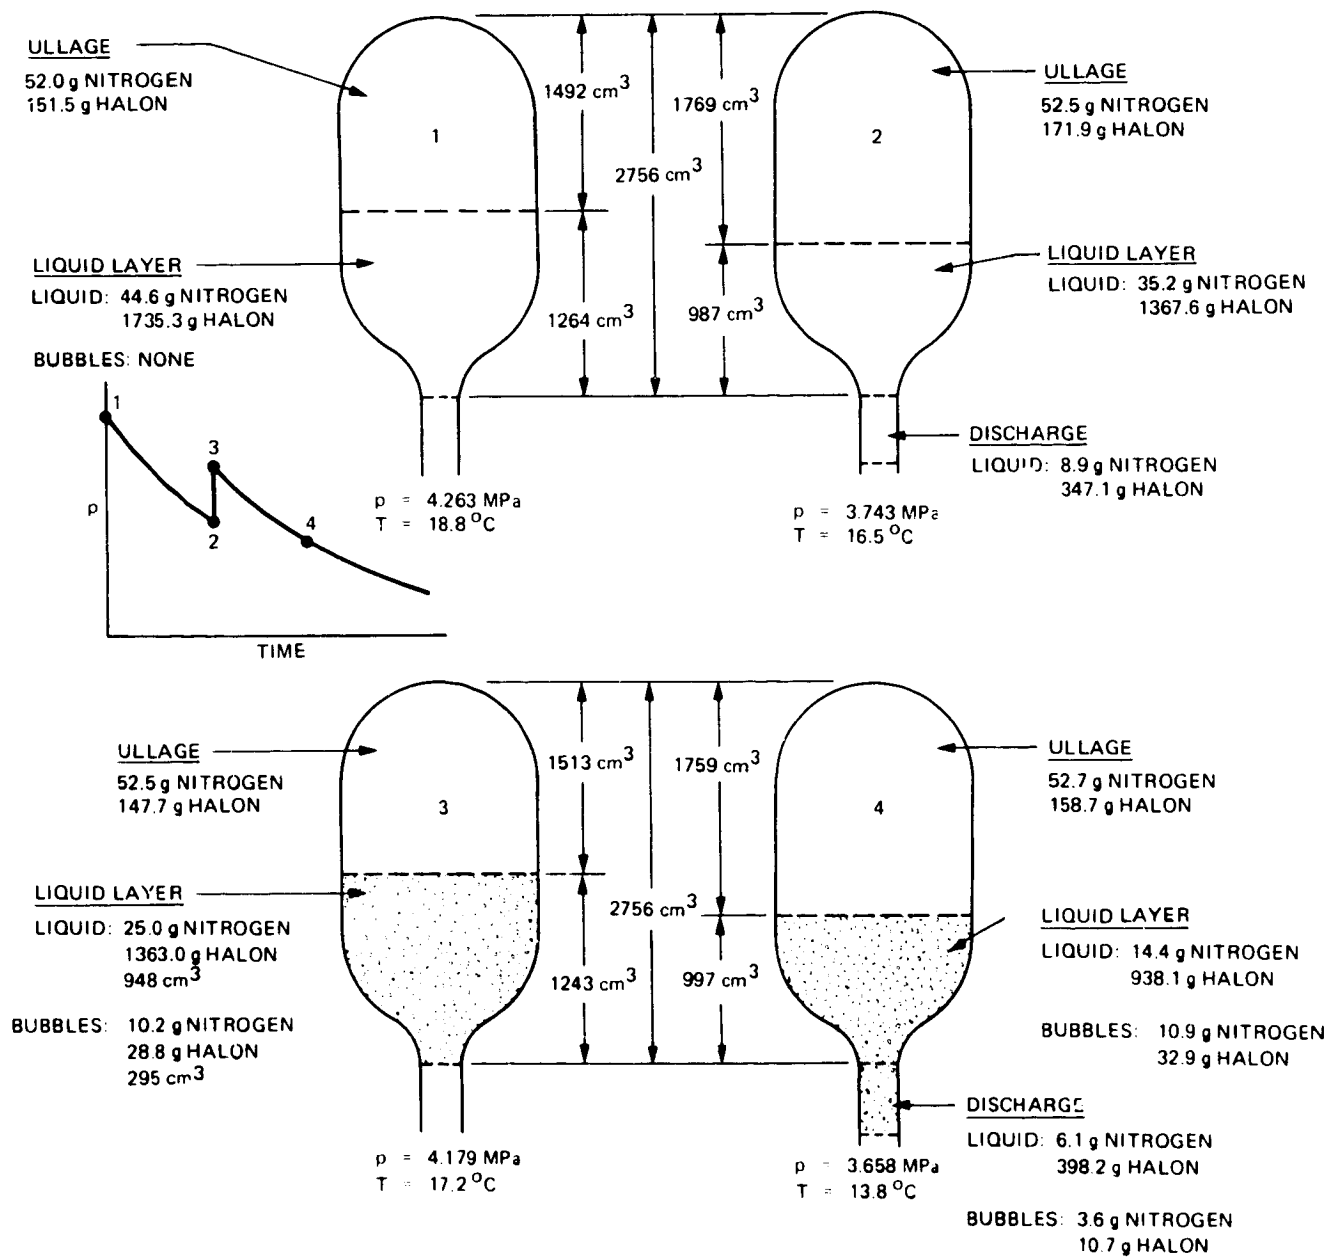 ULLAGE
52.0 g NITROGEN
151.5 g HALON
1
1492 cm³
2756 cm³
1769 cm³
2
ULLAGE
52.5 g NITROGEN
171.9 g HALON
LIQUID LAYER
LIQUID: 44.6 g NITROGEN
1735.3 g HALON
BUBBLES: NONE
1264 cm³
987 cm³
LIQUID LAYER
LIQUID: 35.2 g NITROGEN
1367.6 g HALON
DISCHARGE
LIQUID: 8.9 g NITROGEN
347.1 g HALON
p = 4.263 MPa
T = 18.8 °C
p = 3.743 MPa
T = 16.5 °C
1
3
p
2
4
TIME
ULLAGE
52.5 g NITROGEN
147.7 g HALON
3
1513 cm³
2756 cm³
1759 cm³
4
ULLAGE
52.7 g NITROGEN
158.7 g HALON
LIQUID LAYER
LIQUID: 25.0 g NITROGEN
1363.0 g HALON
948 cm³
BUBBLES: 10.2 g NITROGEN
28.8 g HALON
295 cm³
1243 cm³
997 cm³
LIQUID LAYER
LIQUID: 14.4 g NITROGEN
938.1 g HALON
BUBBLES: 10.9 g NITROGEN
32.9 g HALON
DISCHARGE
LIQUID: 6.1 g NITROGEN
398.2 g HALON
BUBBLES: 3.6 g NITROGEN
10.7 g HALON
p = 4.179 MPa
T = 17.2 °C
p = 3.658 MPa
T = 13.8 °C